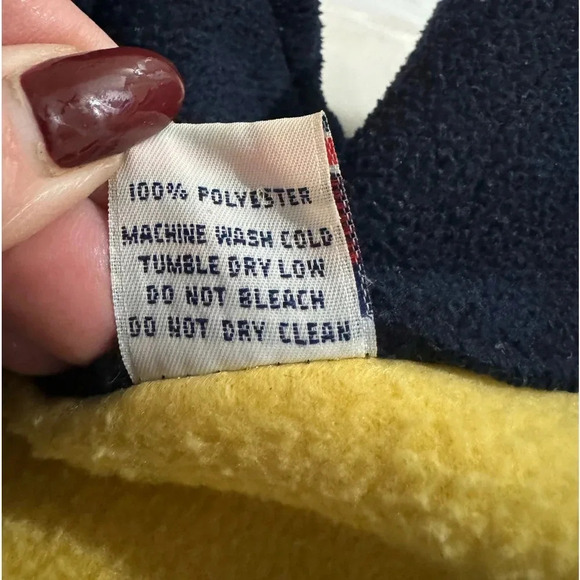 100% POLYESTER
MACHINE WASH COLD
TUMBLE DRY LOW
DO NOT BLEACH
DO NOT DRY CLEAN